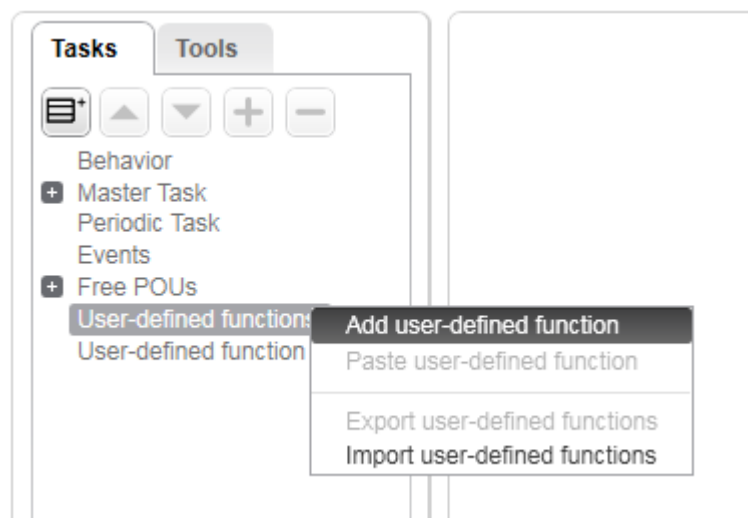 Tasks Tools
Behavior
Master Task
Periodic Task
Events
Free POUs
User-defined functions Add user-defined function
User-defined function Paste user-defined function
Export user-defined functions
Import user-defined functions